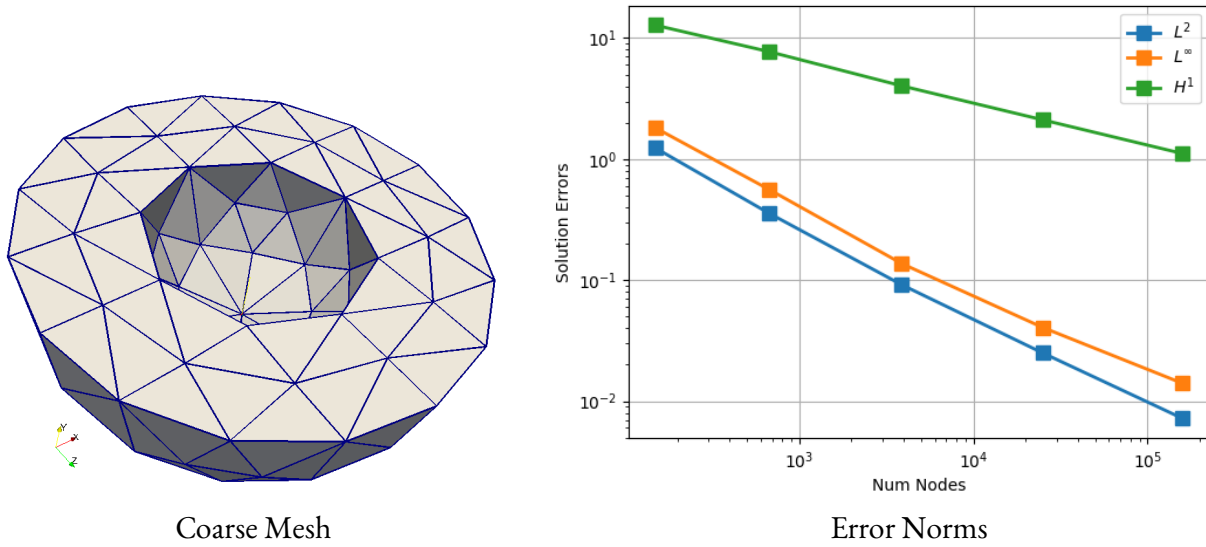 Y
X
Z
Coarse Mesh
Solution Errors
10¹
10⁰
10⁻¹
10⁻²
10³
10⁴
10⁵
Num Nodes
L²
L∞
H¹
Error Norms